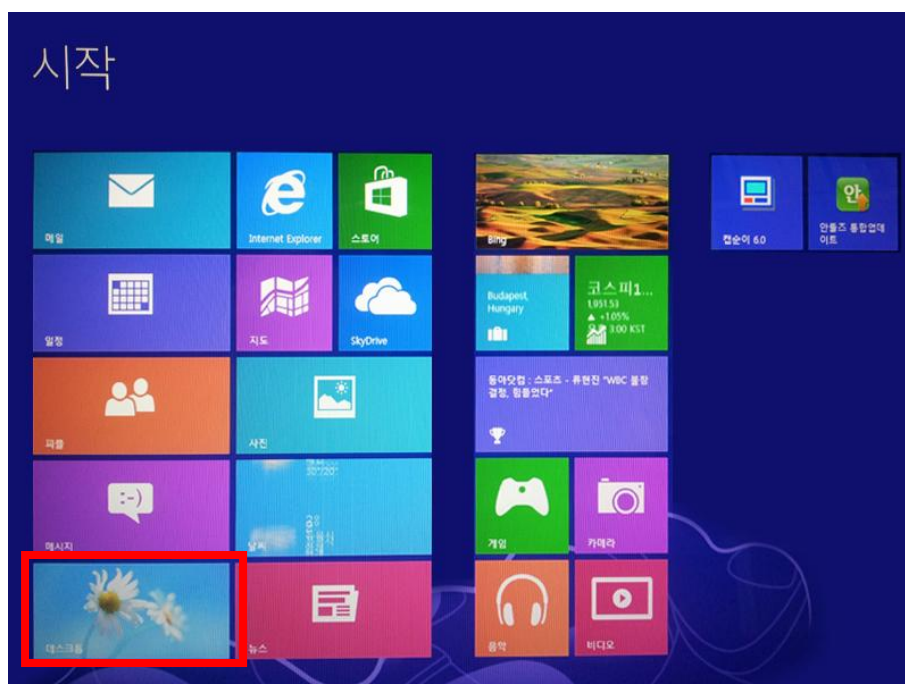 시작
메일
Internet Explorer
스토어
Bing
캡순이 6.0
안들즈 통합업데
이트
일정
지도
SkyDrive
Budapest,
Hungary
코스피1...
1,951.53
▲ +1.05%
3:00 KST
피플
사진
동아닷컴 : 스포츠 - 류현진 "WBC 불참
결정, 힘들었다"
메시지
날씨
게임
카메라
데스크톱
뉴스
음악
비디오
안